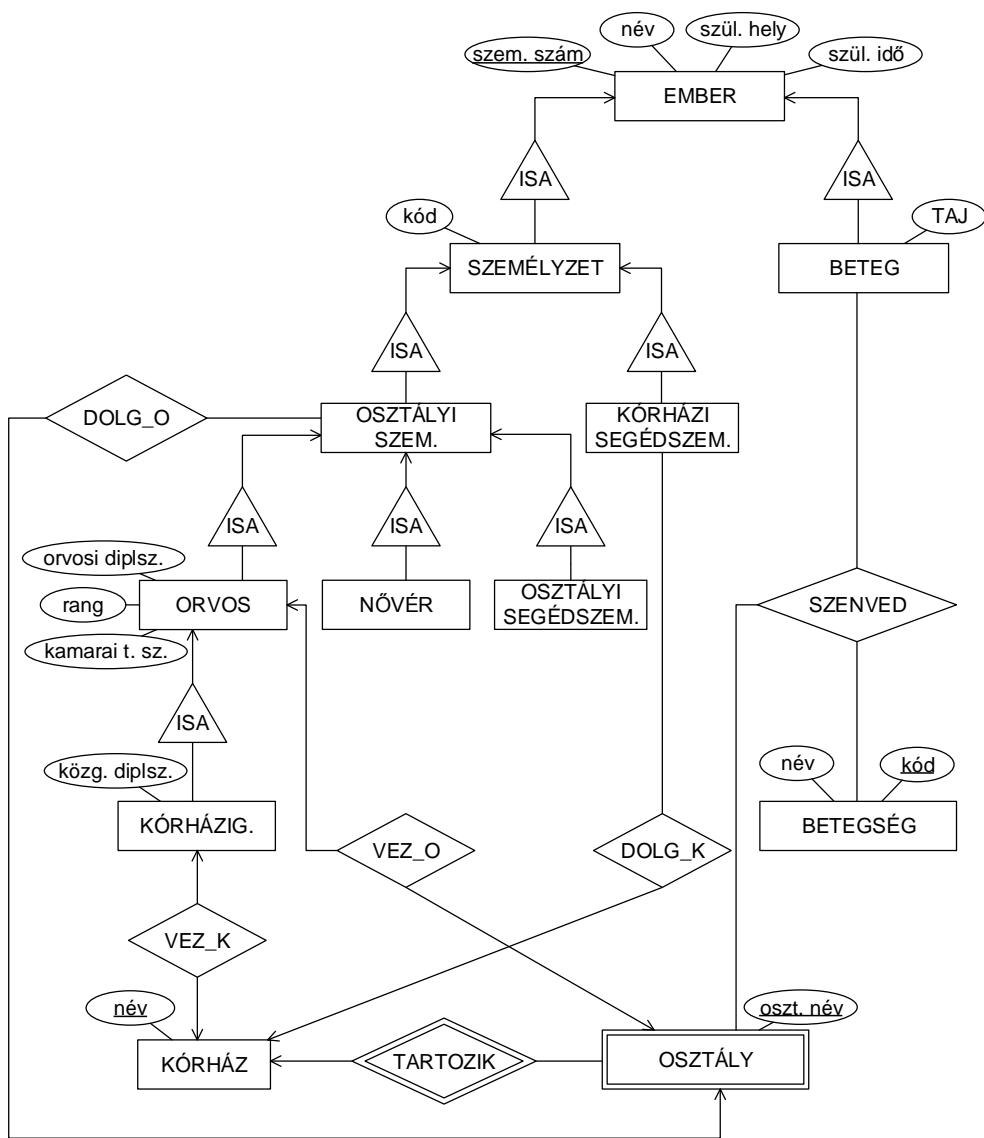 név
szül. hely
szem. szám
szül. idő
EMBER
ISA
ISA
kód
TAJ
SZEMÉLYZET
BETEG
ISA
ISA
DOLG_O
OSZTÁLYI
SZEM.
KÓRHÁZI
SEGÉDSZEM.
ISA
ISA
ISA
orvosi diplsz.
rang
ORVOS
NŐVÉR
OSZTÁLYI
SEGÉDSZEM.
SZENVED
kamarai t. sz.
ISA
közg. diplsz.
név
kód
KÓRHÁZIG.
BETEGSÉG
VEZ_O
DOLG_K
VEZ_K
név
oszt. név
KÓRHÁZ
TARTOZIK
OSZTÁLY